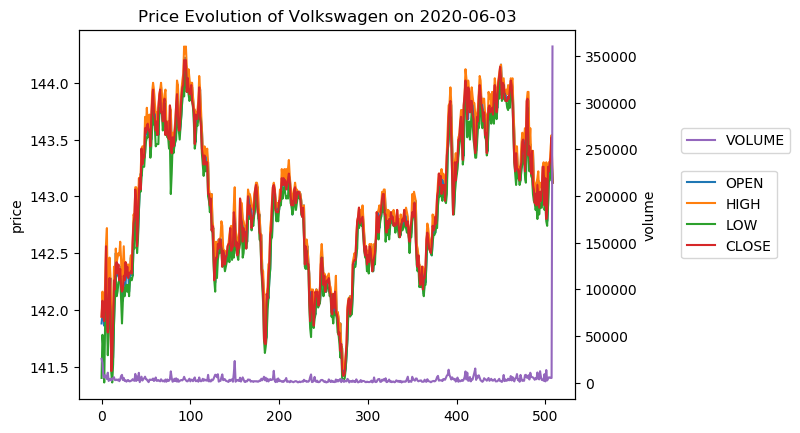 Price Evolution of Volkswagen on 2020-06-03
price
144.0
143.5
143.0
142.5
142.0
141.5
0
100
200
300
400
500
350000
300000
250000
200000
150000
100000
50000
0
volume
VOLUME
OPEN
HIGH
LOW
CLOSE